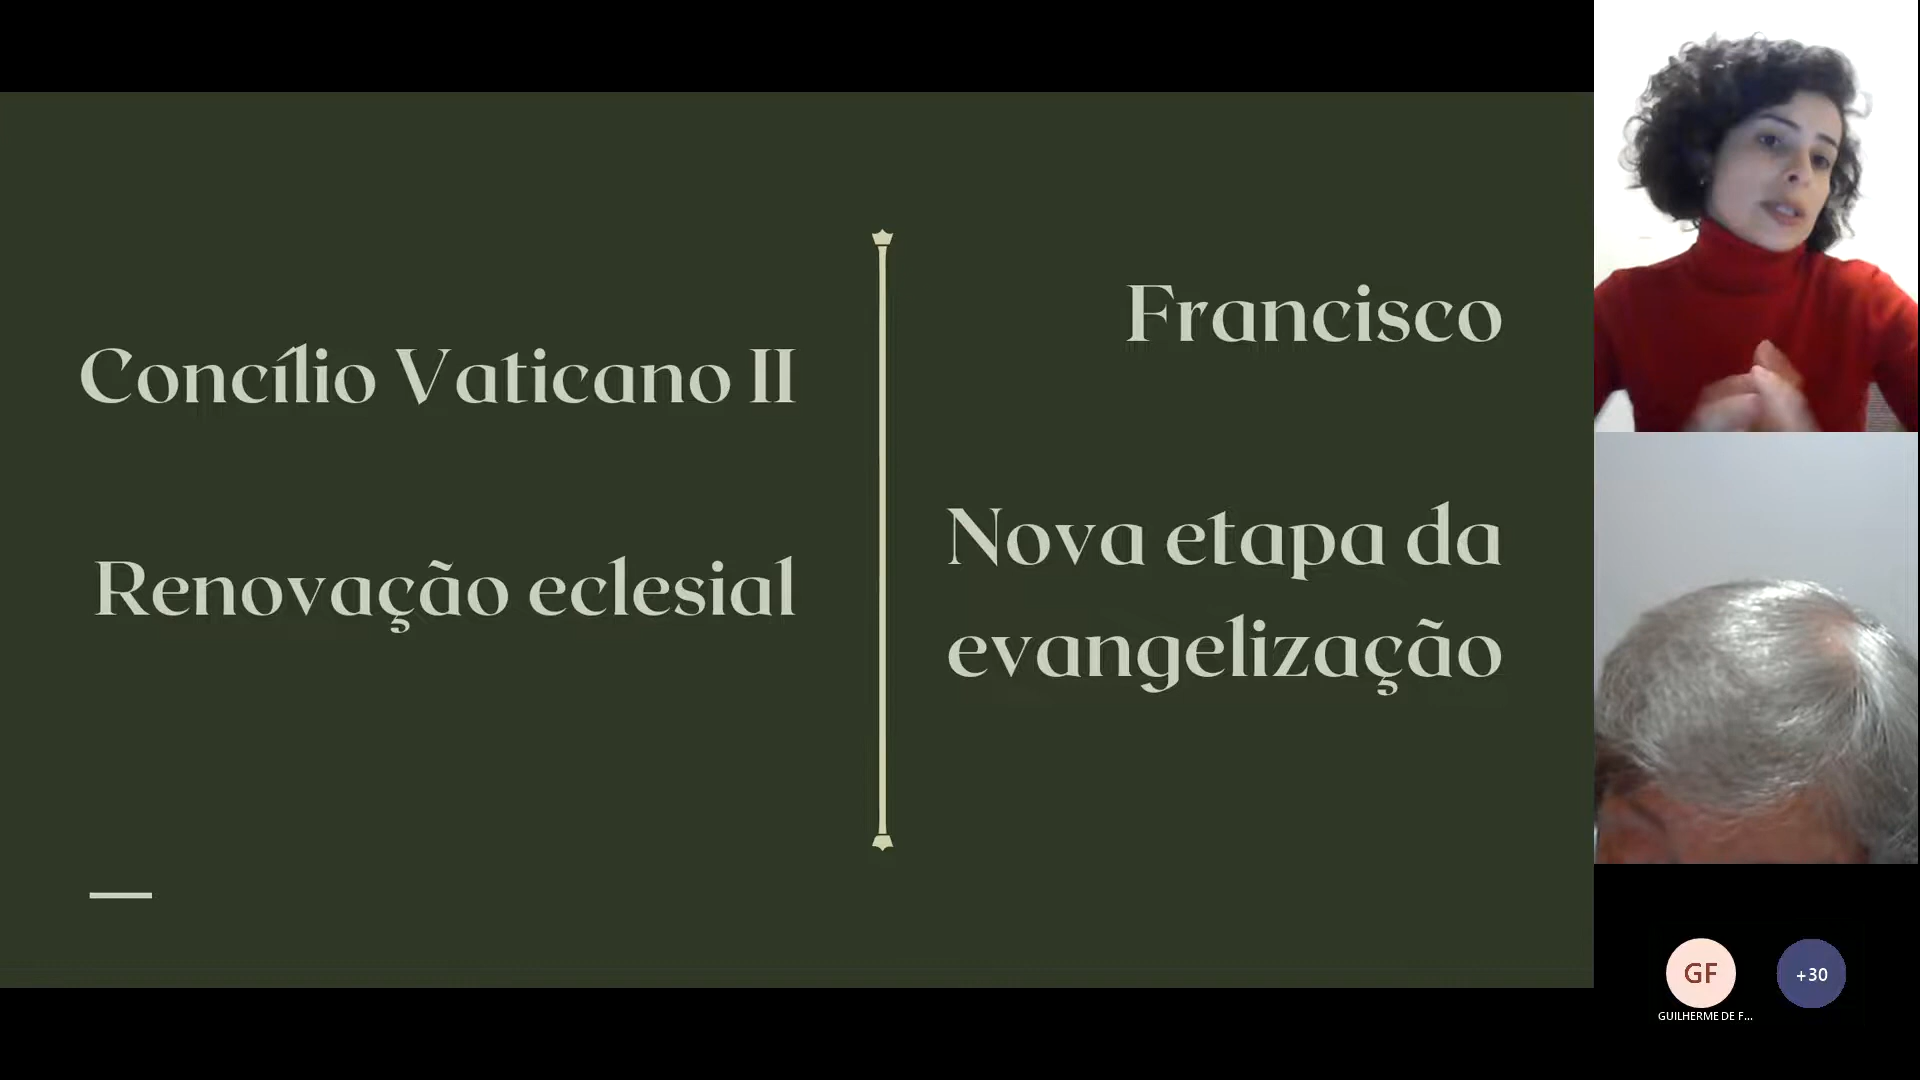 Concílio Vaticano II
Renovação eclesial
Francisco
Nova etapa da
evangelização
GF
+30
GUILHERME DE F...